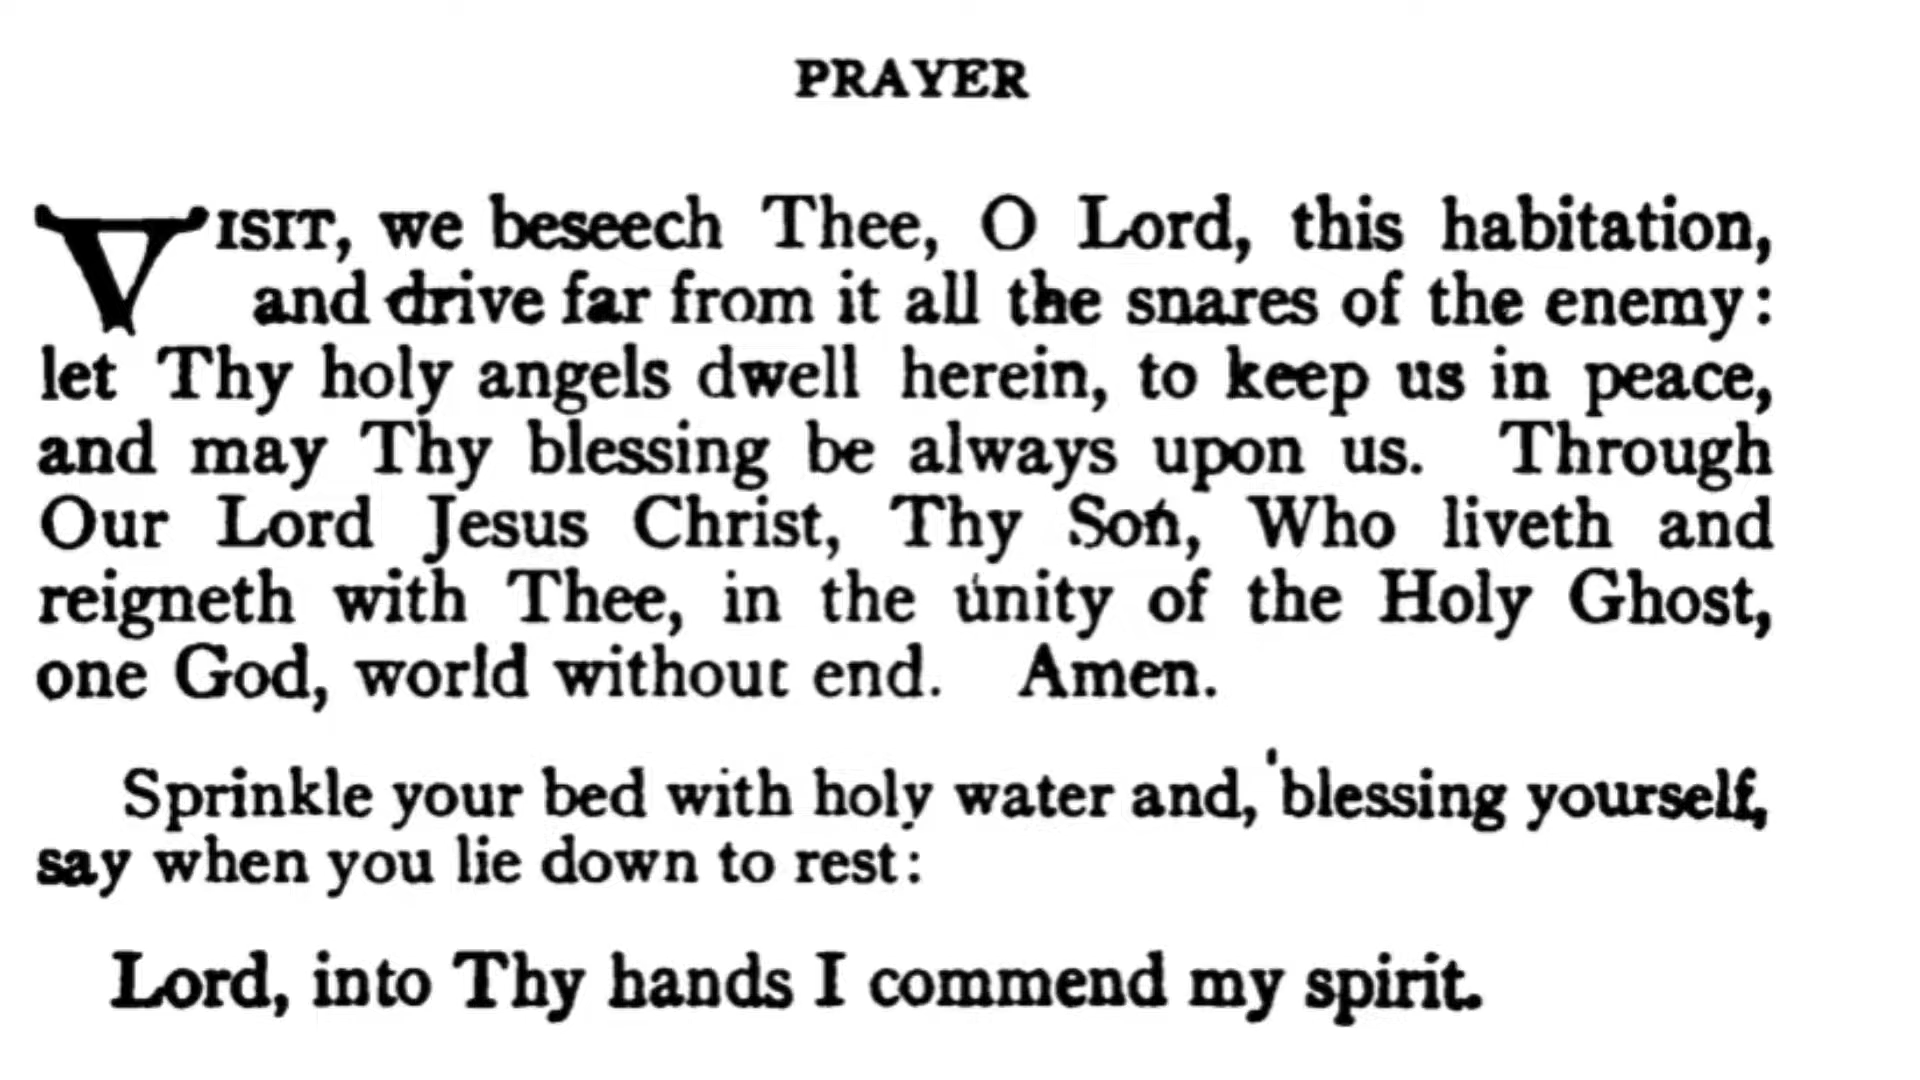 PRAYER
VISIT, we beseech Thee, O Lord, this habitation,
and drive far from it all the snares of the enemy:
let Thy holy angels dwell herein, to keep us in peace,
and may Thy blessing be always upon us. Through
Our Lord Jesus Christ, Thy Son, Who liveth and
reigneth with Thee, in the unity of the Holy Ghost,
one God, world without end. Amen.
Sprinkle your bed with holy water and, blessing yourself,
say when you lie down to rest:
Lord, into Thy hands I commend my spirit.